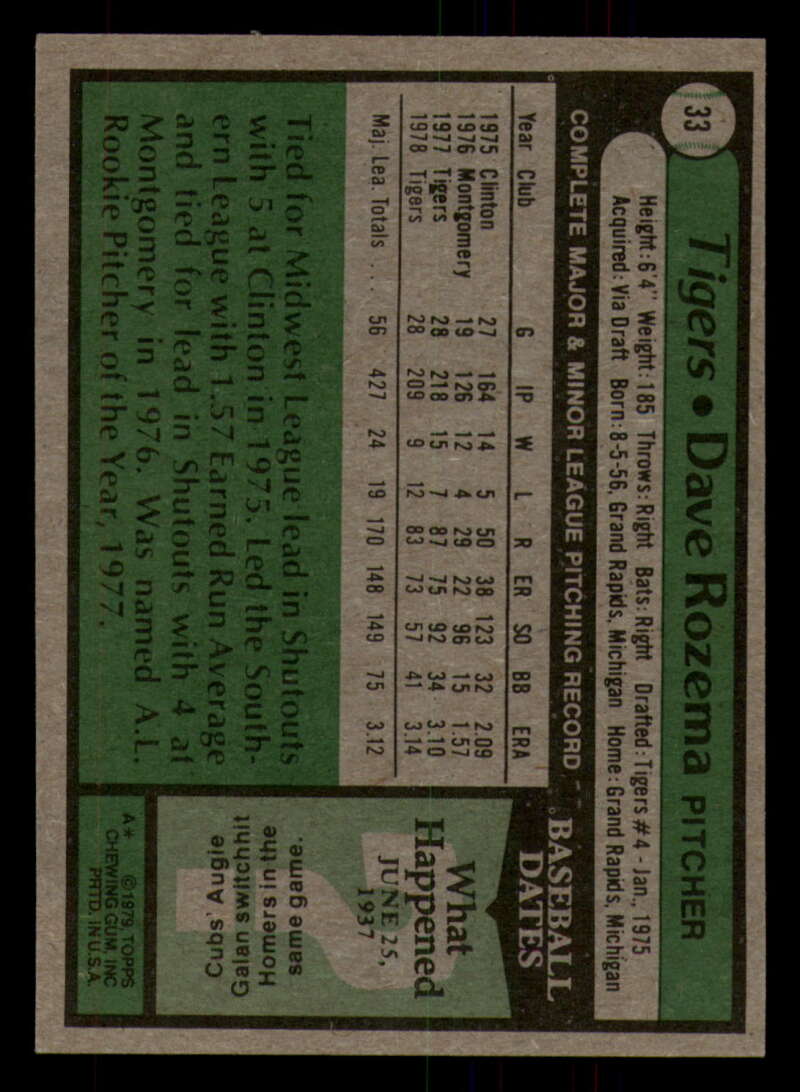 33
Tigers • Dave Rozema PITCHER
Height: 6'4" Weight: 185 Throws: Right Bats: Right Drafted: Tigers #4 - Jan., 1975
Acquired: Via Draft Born: 8-5-56, Grand Rapids, Michigan Home: Grand Rapids, Michigan
COMPLETE MAJOR & MINOR LEAGUE PITCHING RECORD
Year Club G IP W L R ER SO BB ERA
1975 Clinton 27 164 14 5 50 38 123 32 2.09
1976 Montgomery 19 126 12 4 29 22 96 15 1.57
1977 Tigers 28 218 15 7 87 75 92 34 3.10
1978 Tigers 28 209 9 12 83 73 57 41 3.14
Maj. Lea. Totals .... 56 427 24 19 170 148 149 75 3.12
Tied for Midwest League lead in Shutouts
with 5 at Clinton in 1975. Led the South-
ern League with 1.57 Earned Run Average
and tied for lead in Shutouts with 4 at
Montgomery in 1976. Was named A.L.
Rookie Pitcher of the Year, 1977.
BASEBALL
DATES
What
Happened
JUNE 25,
1937
?
Cubs' Augie
Galan switchhit
Homers in the
same game.
A* ©1979, TOPPS
CHEWING GUM, INC
PRTD. IN U.S.A.